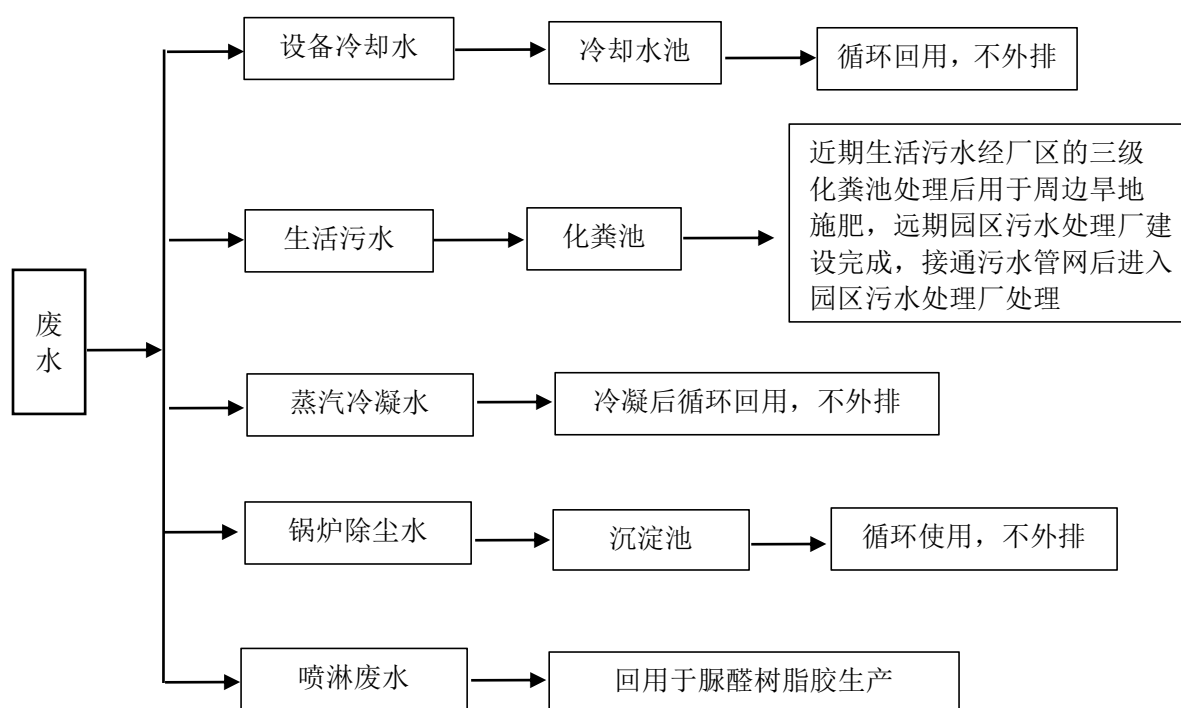 废
水
设备冷却水
冷却水池
循环回用，不外排
生活污水
化粪池
近期生活污水经厂区的三级
化粪池处理后用于周边旱地
施肥，远期园区污水处理厂建
设完成，接通污水管网后进入
园区污水处理厂处理
蒸汽冷凝水
冷凝后循环回用，不外排
锅炉除尘水
沉淀池
循环使用，不外排
喷淋废水
回用于脲醛树脂胶生产